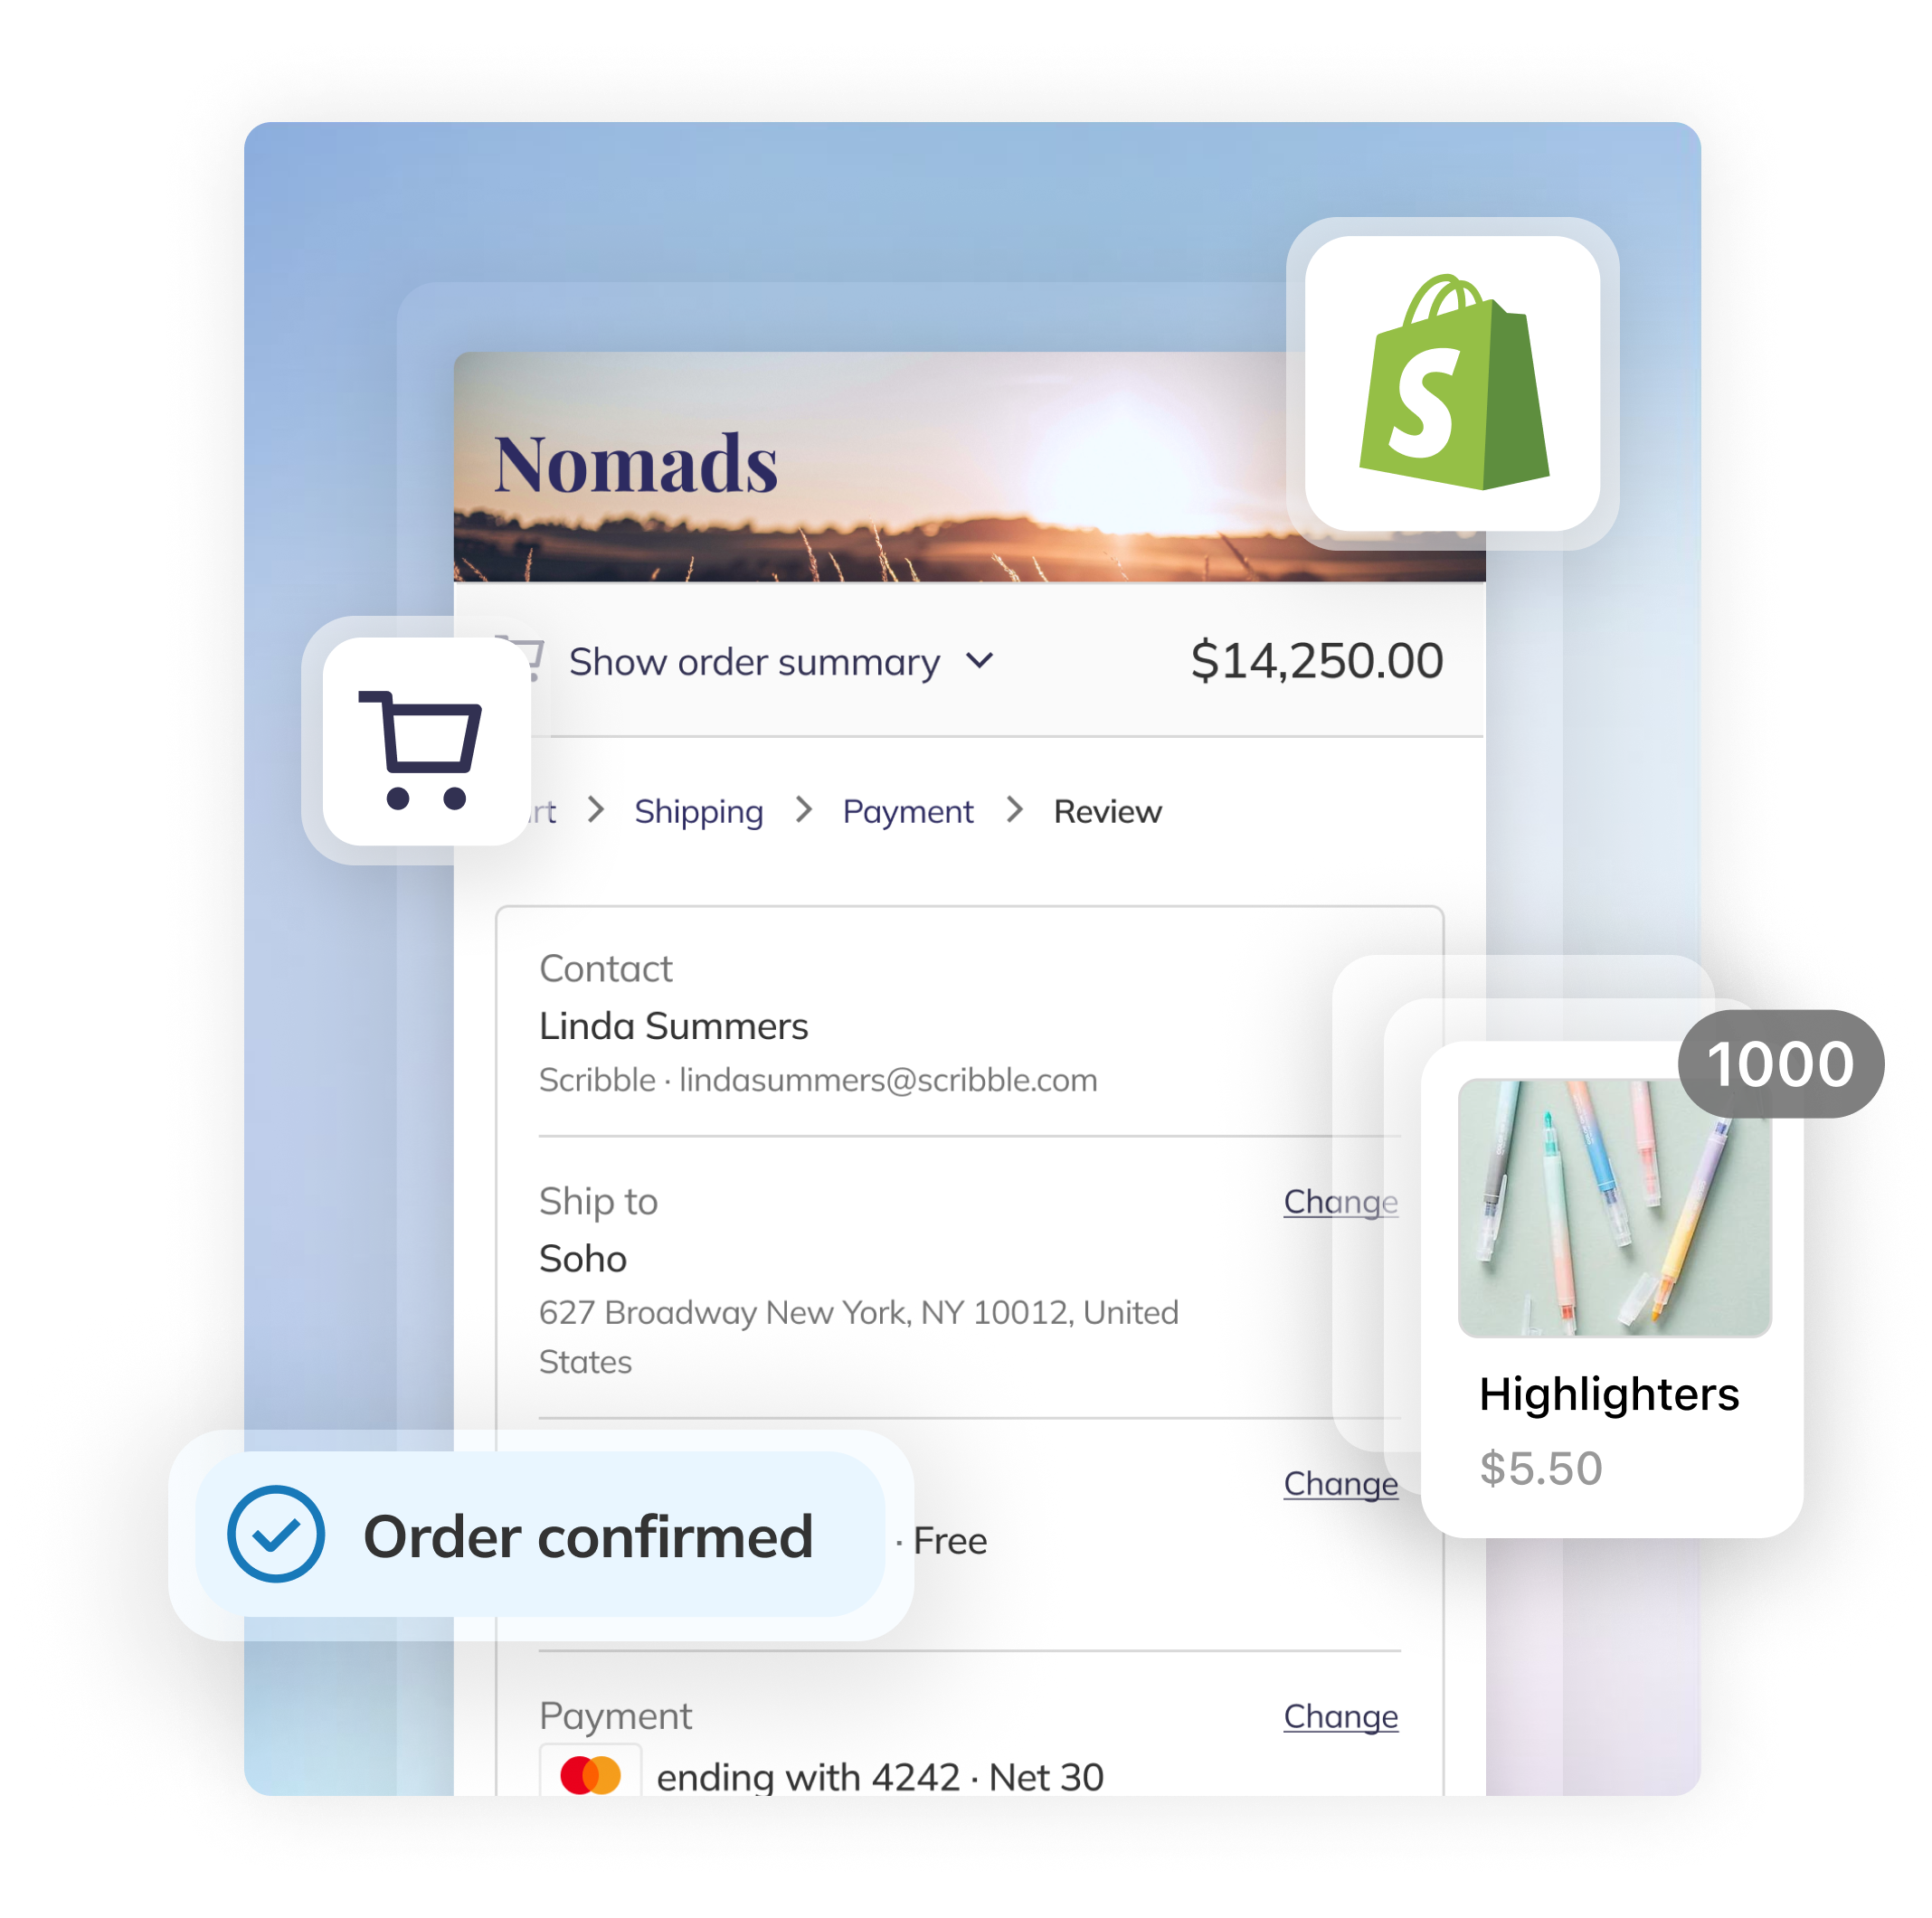 Nomads
Show order summary
$14,250.00
Shipping
Payment
Review
Contact
Linda Summers
Scribble · lindasummers@scribble.com
1000
Ship to
Change
Soho
627 Broadway New York, NY 10012, United
States
Highlighters
$5.50
Change
Order confirmed
· Free
Payment
Change
ending with 4242 · Net 30